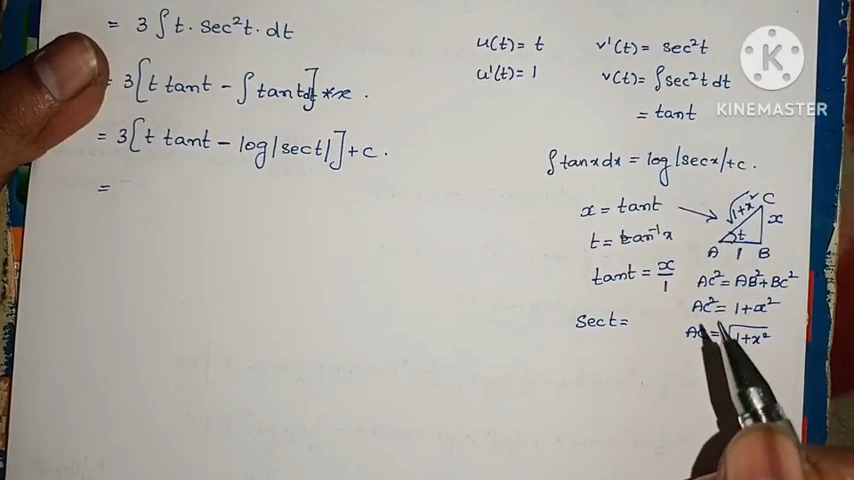 = 3 ∫ t · sec²t · dt
= 3 [ t tant − ∫ tant dt ] + c .
= 3 [ t tant − log |sect| ] + c .
=
u(t) = t v'(t) = sec²t
u'(t) = 1 v(t) = ∫ sec²t dt
= tant
∫ tanx dx = log |secx| + c .
x = tant
t = tan⁻¹x
tant = x/1
sect =
√1+x² C
x
t
A 1 B
AC² = AB² + BC²
AC² = 1 + x²
AC = √1+x²
K
KINEMASTER